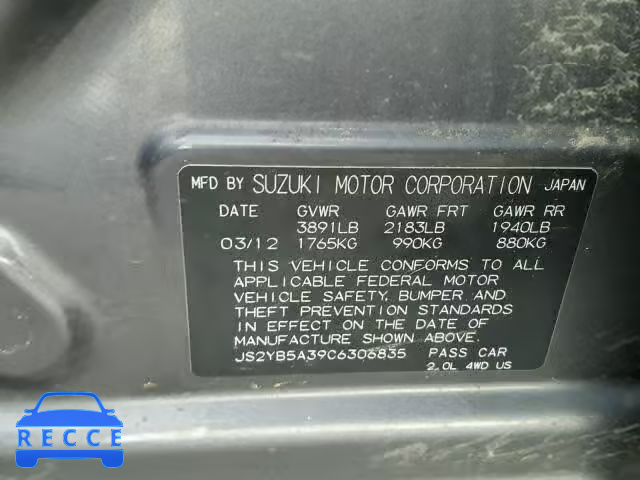 MFD BY SUZUKI MOTOR CORPORATION JAPAN
DATE GVWR GAWR FRT GAWR RR
3891LB 2183LB 1940LB
03/12 1765KG 990KG 880KG
THIS VEHICLE CONFORMS TO ALL
APPLICABLE FEDERAL MOTOR
VEHICLE SAFETY, BUMPER AND
THEFT PREVENTION STANDARDS
IN EFFECT ON THE DATE OF
MANUFACTURE SHOWN ABOVE.
JS2YB5A39C6306835 PASS CAR
2.0L 4WD US
RECCE